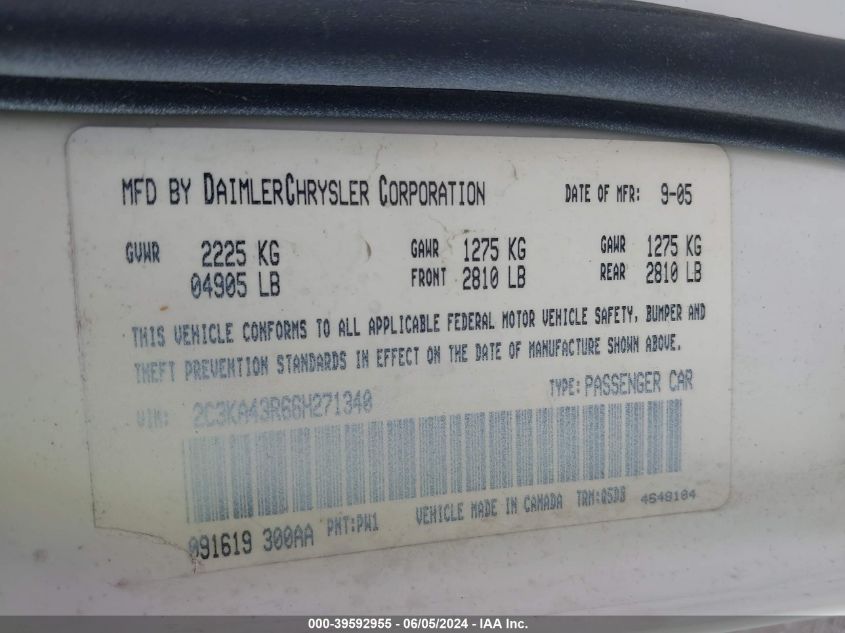 MFD BY DAIMLERCHRYSLER CORPORATION DATE OF MFR: 9-05
GVWR 2225 KG GAWR 1275 KG GAWR 1275 KG
04905 LB FRONT 2810 LB REAR 2810 LB
THIS VEHICLE CONFORMS TO ALL APPLICABLE FEDERAL MOTOR VEHICLE SAFETY, BUMPER AND
THEFT PREVENTION STANDARDS IN EFFECT ON THE DATE OF MANUFACTURE SHOWN ABOVE.
VIN: 2C3KA43R66H271340 TYPE: PASSENGER CAR
091619 300AA PNT:PW1 VEHICLE MADE IN CANADA TRM:Q5DB 4648104
000-39592955 - 06/05/2024 - IAA Inc.